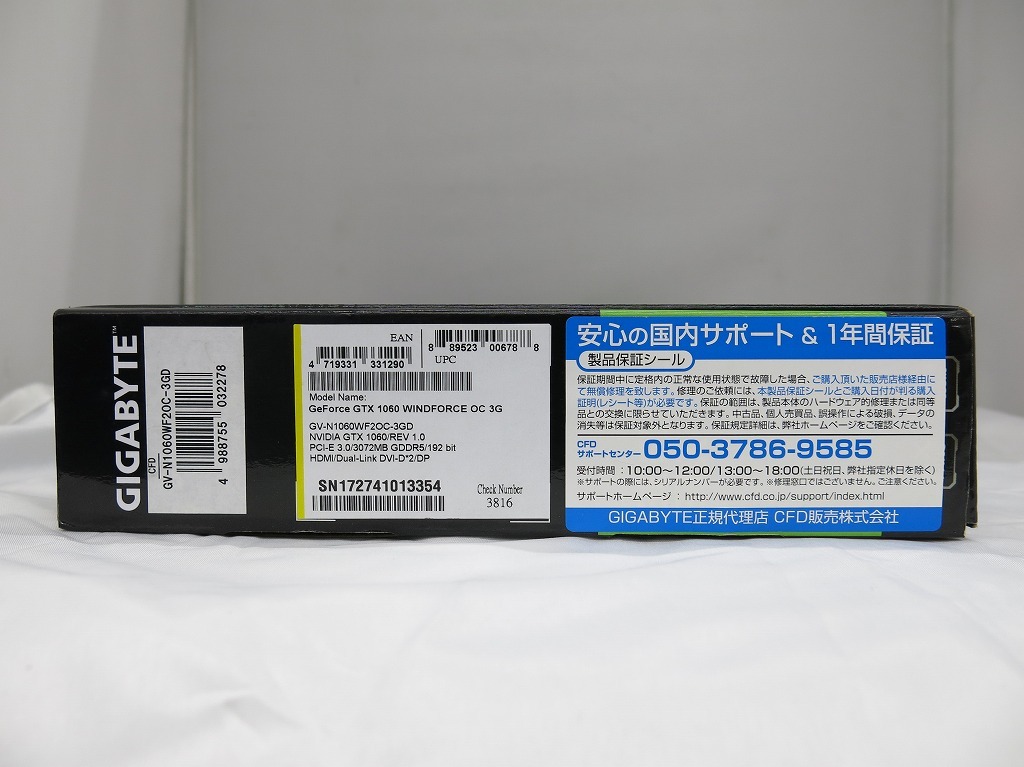 GIGABYTE™
CFD
GV-N1060WF2OC-3GD
4 988755 032278
EAN
4 719331 331290
8 89523 00678 8
UPC
Model Name:
GeForce GTX 1060 WINDFORCE OC 3G
GV-N1060WF2OC-3GD
NVIDIA GTX 1060/REV 1.0
PCI-E 3.0/3072MB GDDR5/192 bit
HDMI/Dual-Link DVI-D*2/DP
SN172741013354
Check Number
3816
安心の国内サポート & 1年間保証
製品保証シール
保証期間中に定格内の正常な使用状態で故障した場合、ご購入頂いた販売店様経由に
て無償修理を致します。修理のご依頼には、本製品保証シールとご購入日付が判る購入
証明(レシート等)が必要です。保証の範囲は、製品本体のハードウェア的修理または同等
品との交換に限らせていただきます。中古品、個人売買品、誤操作による破損、データの
消失等は保証対象外となります。保証規定詳細は、弊社ホームページをご確認ください。
CFD
サポートセンター 050-3786-9585
受付時間：10:00〜12:00/13:00〜18:00(土日祝日、弊社指定休日を除く)
※サポートの際には、シリアルナンバーが必要です。※修理窓口ではございません。ご注意ください。
サポートホームページ：http://www.cfd.co.jp/support/index.html
GIGABYTE正規代理店 CFD販売株式会社